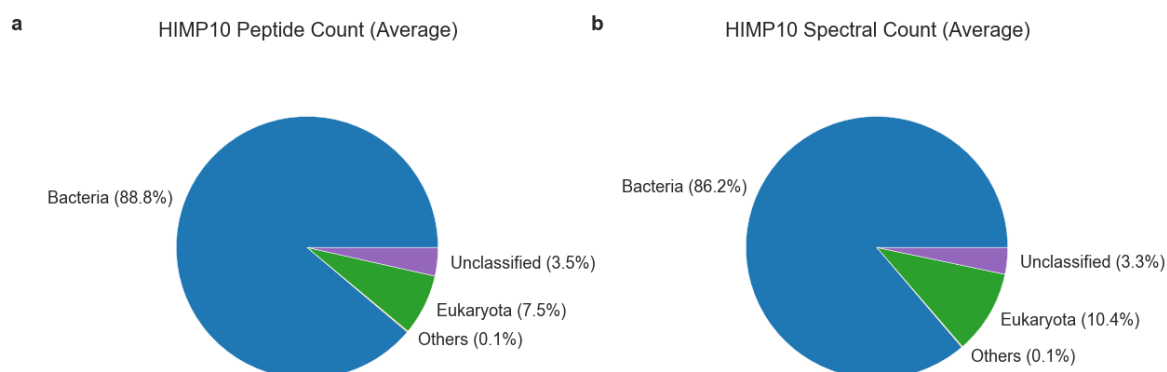 a
HIMP10 Peptide Count (Average)
Bacteria (88.8%)
Unclassified (3.5%)
Eukaryota (7.5%)
Others (0.1%)
b
HIMP10 Spectral Count (Average)
Bacteria (86.2%)
Unclassified (3.3%)
Eukaryota (10.4%)
Others (0.1%)